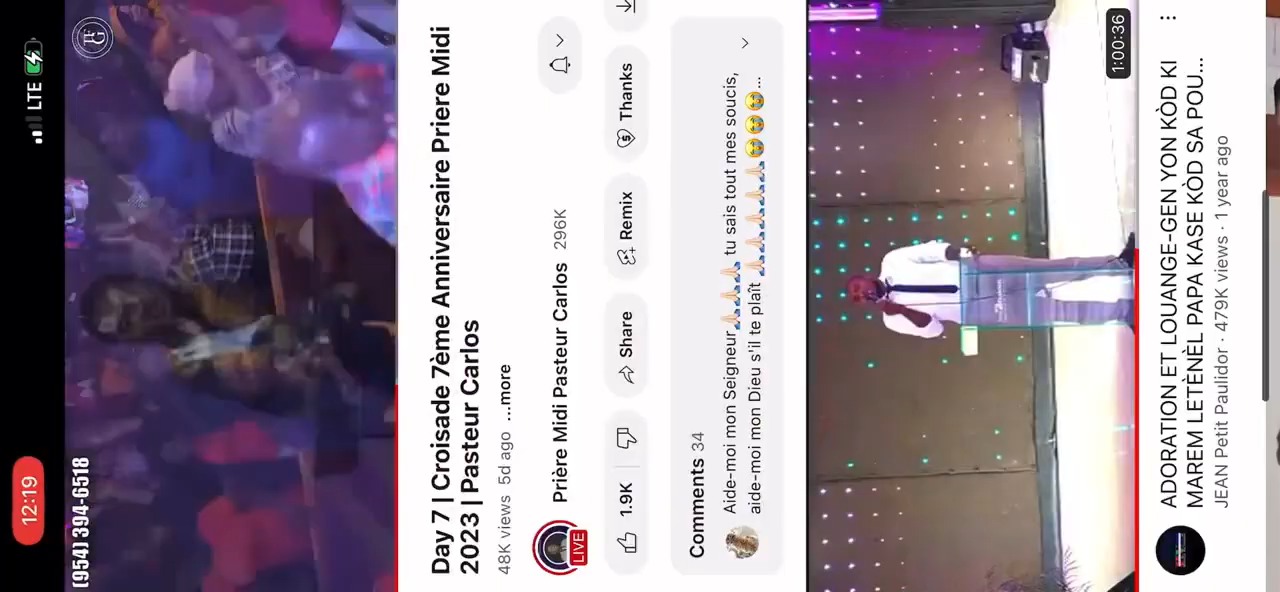 12:19
LTE
(954) 394-6518
Day 7 | Croisade 7ème Anniversaire Priere Midi
2023 | Pasteur Carlos
48K views 5d ago ...more
LIVE
Prière Midi Pasteur Carlos 296K
1.9K
Share
Remix
Thanks
Comments 34
Aide-moi mon Seigneur🙏🏻🙏🏻🙏🏻🙏🏻 tu sais tout mes soucis,
aide-moi mon Dieu s'il te plaît 🙏🏻🙏🏻🙏🏻🙏🏻🙏🏻🙏🏻😭😭😭...
1:00:36
ADORATION ET LOUANGE-GEN YON KÒD KI
MAREM LETÈNÈL PAPA KASE KÒD SA POU...
JEAN Petit Paulidor · 479K views · 1 year ago